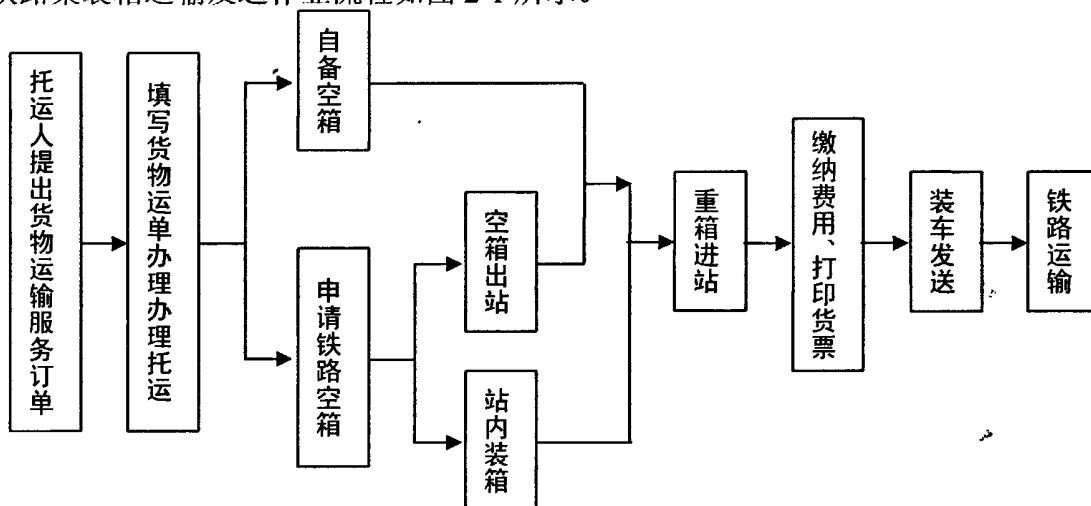 托运人提出货物运输服务订单
填写货物运单办理办理托运
自备空箱
申请铁路空箱
空箱出站
站内装箱
重箱进站
缴纳费用、打印货票
装车发送
铁路运输